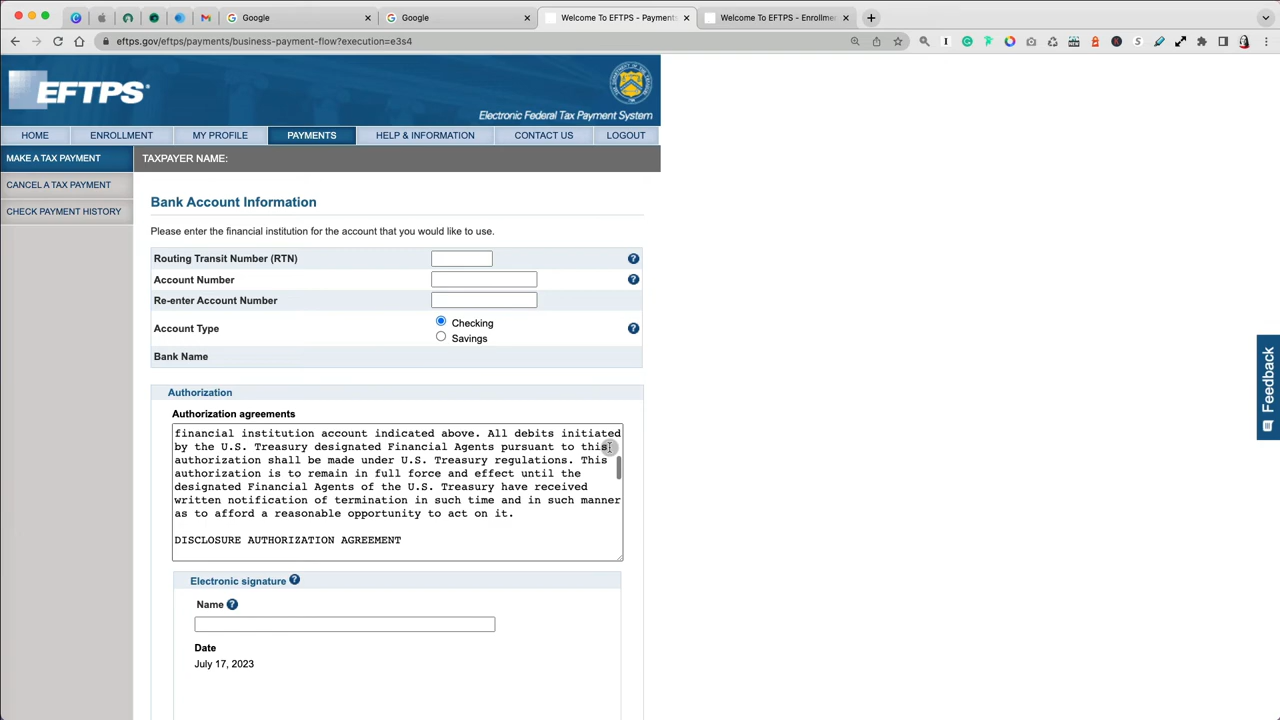 Google
Google
Welcome To EFTPS - Payments
Welcome To EFTPS - Enrollme
eftps.gov/eftps/payments/business-payment-flow?execution=e3s4
EFTPS
Electronic Federal Tax Payment System
HOME
ENROLLMENT
MY PROFILE
PAYMENTS
HELP & INFORMATION
CONTACT US
LOGOUT
MAKE A TAX PAYMENT
TAXPAYER NAME:
CANCEL A TAX PAYMENT
CHECK PAYMENT HISTORY
Bank Account Information
Please enter the financial institution for the account that you would like to use.
Routing Transit Number (RTN)
Account Number
Re-enter Account Number
Account Type
Checking
Savings
Bank Name
Authorization
Authorization agreements
financial institution account indicated above. All debits initiated
by the U.S. Treasury designated Financial Agents pursuant to this
authorization shall be made under U.S. Treasury regulations. This
authorization is to remain in full force and effect until the
designated Financial Agents of the U.S. Treasury have received
written notification of termination in such time and in such manner
as to afford a reasonable opportunity to act on it.
DISCLOSURE AUTHORIZATION AGREEMENT
Electronic signature
Name
Date
July 17, 2023
Feedback